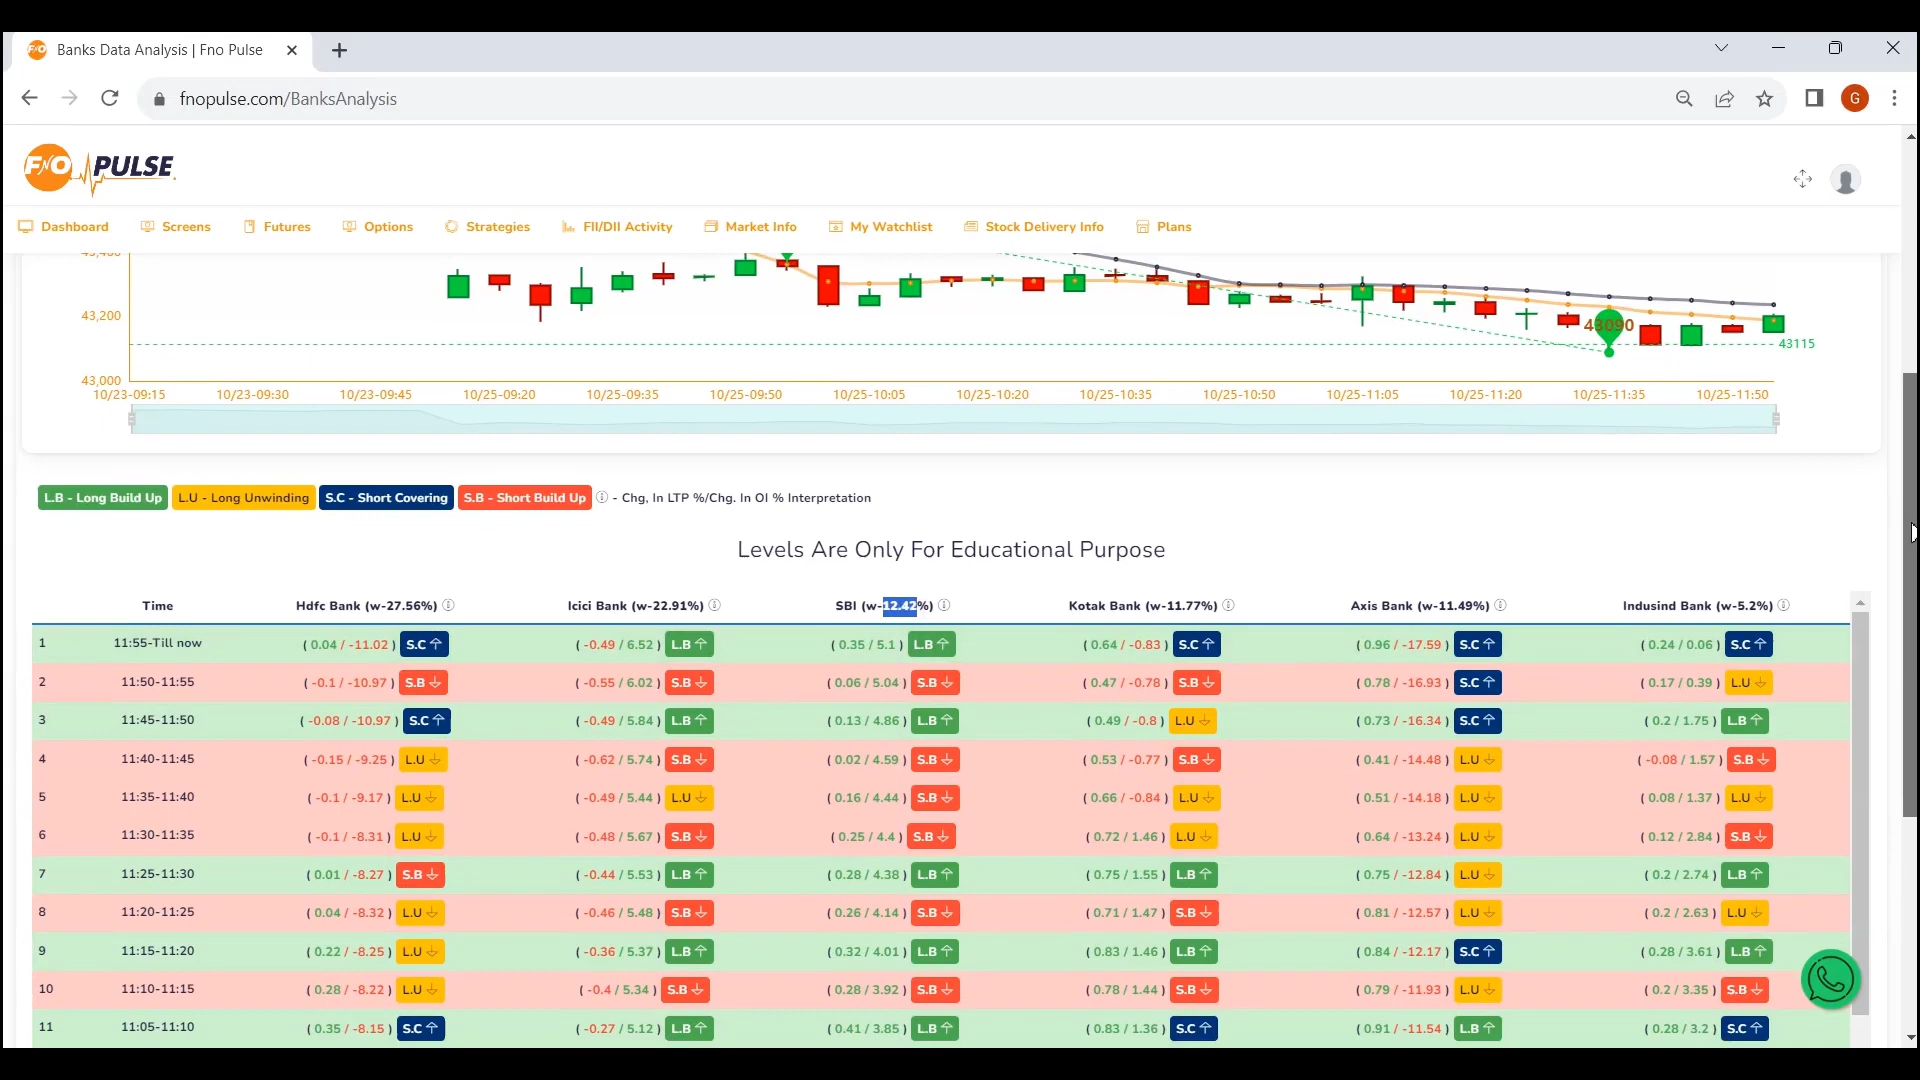 Banks Data Analysis | Fno Pulse
fnopulse.com/BanksAnalysis
G
FNO PULSE
Dashboard Screens Futures Options Strategies FII/DII Activity Market Info My Watchlist Stock Delivery Info Plans
43,200
43090
43115
43,000
10/23-09:15 10/23-09:30 10/23-09:45 10/25-09:20 10/25-09:35 10/25-09:50 10/25-10:05 10/25-10:20 10/25-10:35 10/25-10:50 10/25-11:05 10/25-11:20 10/25-11:35 10/25-11:50
L.B - Long Build Up L.U - Long Unwinding S.C - Short Covering S.B - Short Build Up - Chg, In LTP %/Chg. In OI % Interpretation
Levels Are Only For Educational Purpose
Time Hdfc Bank (w-27.56%) Icici Bank (w-22.91%) SBI (w-12.42%) Kotak Bank (w-11.77%) Axis Bank (w-11.49%) Indusind Bank (w-5.2%)
1 11:55-Till now ( 0.04 / -11.02 ) S.C ( -0.49 / 6.52 ) L.B ( 0.35 / 5.1 ) L.B ( 0.64 / -0.83 ) S.C ( 0.96 / -17.59 ) S.C ( 0.24 / 0.06 ) S.C
2 11:50-11:55 ( -0.1 / -10.97 ) S.B ( -0.55 / 6.02 ) S.B ( 0.06 / 5.04 ) S.B ( 0.47 / -0.78 ) S.B ( 0.78 / -16.93 ) S.C ( 0.17 / 0.39 ) L.U
3 11:45-11:50 ( -0.08 / -10.97 ) S.C ( -0.49 / 5.84 ) L.B ( 0.13 / 4.86 ) L.B ( 0.49 / -0.8 ) L.U ( 0.73 / -16.34 ) S.C ( 0.2 / 1.75 ) L.B
4 11:40-11:45 ( -0.15 / -9.25 ) L.U ( -0.62 / 5.74 ) S.B ( 0.02 / 4.59 ) S.B ( 0.53 / -0.77 ) S.B ( 0.41 / -14.48 ) L.U ( -0.08 / 1.57 ) S.B
5 11:35-11:40 ( -0.1 / -9.17 ) L.U ( -0.49 / 5.44 ) L.U ( 0.16 / 4.44 ) S.B ( 0.66 / -0.84 ) L.U ( 0.51 / -14.18 ) L.U ( 0.08 / 1.37 ) L.U
6 11:30-11:35 ( -0.1 / -8.31 ) L.U ( -0.48 / 5.67 ) S.B ( 0.25 / 4.4 ) S.B ( 0.72 / 1.46 ) L.U ( 0.64 / -13.24 ) L.U ( 0.12 / 2.84 ) S.B
7 11:25-11:30 ( 0.01 / -8.27 ) S.B ( -0.44 / 5.53 ) L.B ( 0.28 / 4.38 ) L.B ( 0.75 / 1.55 ) L.B ( 0.75 / -12.84 ) L.U ( 0.2 / 2.74 ) L.B
8 11:20-11:25 ( 0.04 / -8.32 ) L.U ( -0.46 / 5.48 ) S.B ( 0.26 / 4.14 ) S.B ( 0.71 / 1.47 ) S.B ( 0.81 / -12.57 ) L.U ( 0.2 / 2.63 ) L.U
9 11:15-11:20 ( 0.22 / -8.25 ) L.U ( -0.36 / 5.37 ) L.B ( 0.32 / 4.01 ) L.B ( 0.83 / 1.46 ) L.B ( 0.84 / -12.17 ) S.C ( 0.28 / 3.61 ) L.B
10 11:10-11:15 ( 0.28 / -8.22 ) L.U ( -0.4 / 5.34 ) S.B ( 0.28 / 3.92 ) S.B ( 0.78 / 1.44 ) S.B ( 0.79 / -11.93 ) L.U ( 0.2 / 3.35 ) S.B
11 11:05-11:10 ( 0.35 / -8.15 ) S.C ( -0.27 / 5.12 ) L.B ( 0.41 / 3.85 ) L.B ( 0.83 / 1.36 ) S.C ( 0.91 / -11.54 ) L.B ( 0.28 / 3.2 ) S.C